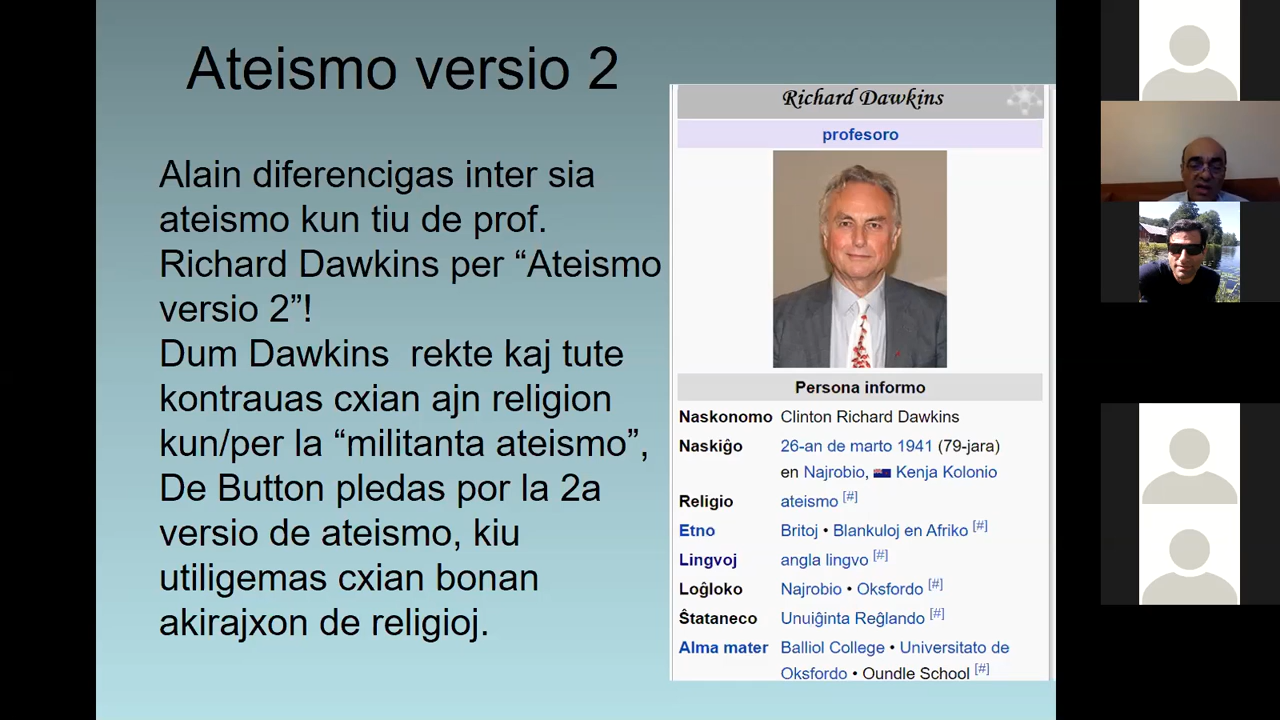 Ateismo versio 2
Alain diferencigas inter sia
ateismo kun tiu de prof.
Richard Dawkins per “Ateismo
versio 2”!
Dum Dawkins  rekte kaj tute
kontrauas cxian ajn religion
kun/per la “militanta ateismo”,
De Button pledas por la 2a
versio de ateismo, kiu
utiligemas cxian bonan
akirajxon de religioj.
Richard Dawkins
profesoro
Persona informo
Naskonomo Clinton Richard Dawkins
Naskiĝo 26-an de marto 1941 (79-jara)
en Najrobio, Kenja Kolonio
Religio ateismo [#]
Etno Britoj • Blankuloj en Afriko [#]
Lingvoj angla lingvo [#]
Loĝloko Najrobio • Oksfordo [#]
Ŝtataneco Unuiĝinta Reĝlando [#]
Alma mater Balliol College • Universitato de
Oksfordo • Oundle School [#]